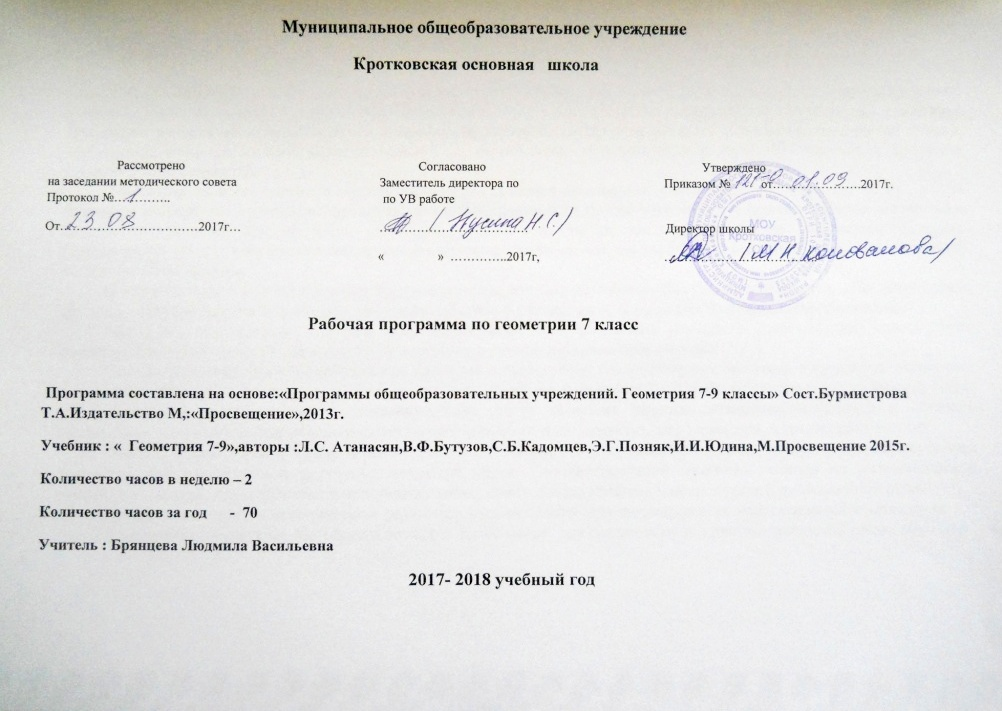 Муниципальное общеобразовательное учреждение
Кротковская основная школа
Рассмотрено
на заседании методического совета
Протокол №...1.........
От 23 08 ........2017г...
Согласовано
Заместитель директора по
по УВ работе
Н.С.)
« » ..............2017г,
Утверждено
Приказом № от.....01.09.....2017г.
Директор школы
/ М Н Коновалова)
МОУ
Кротковская
Рабочая программа по геометрии 7 класс
Программа составлена на основе:«Программы общеобразовательных учреждений. Геометрия 7-9 классы» Сост.Бурмистрова
Т.А.Издательство М,:«Просвещение»,2013г.
Учебник : « Геометрия 7-9»,авторы :Л.С. Атанасян,В.Ф.Бутузов,С.Б.Кадомцев,Э.Г.Позняк,И.И.Юдина,М.Просвещение 2015г.
Количество часов в неделю – 2
Количество часов за год - 70
Учитель : Брянцева Людмила Васильевна
2017- 2018 учебный год